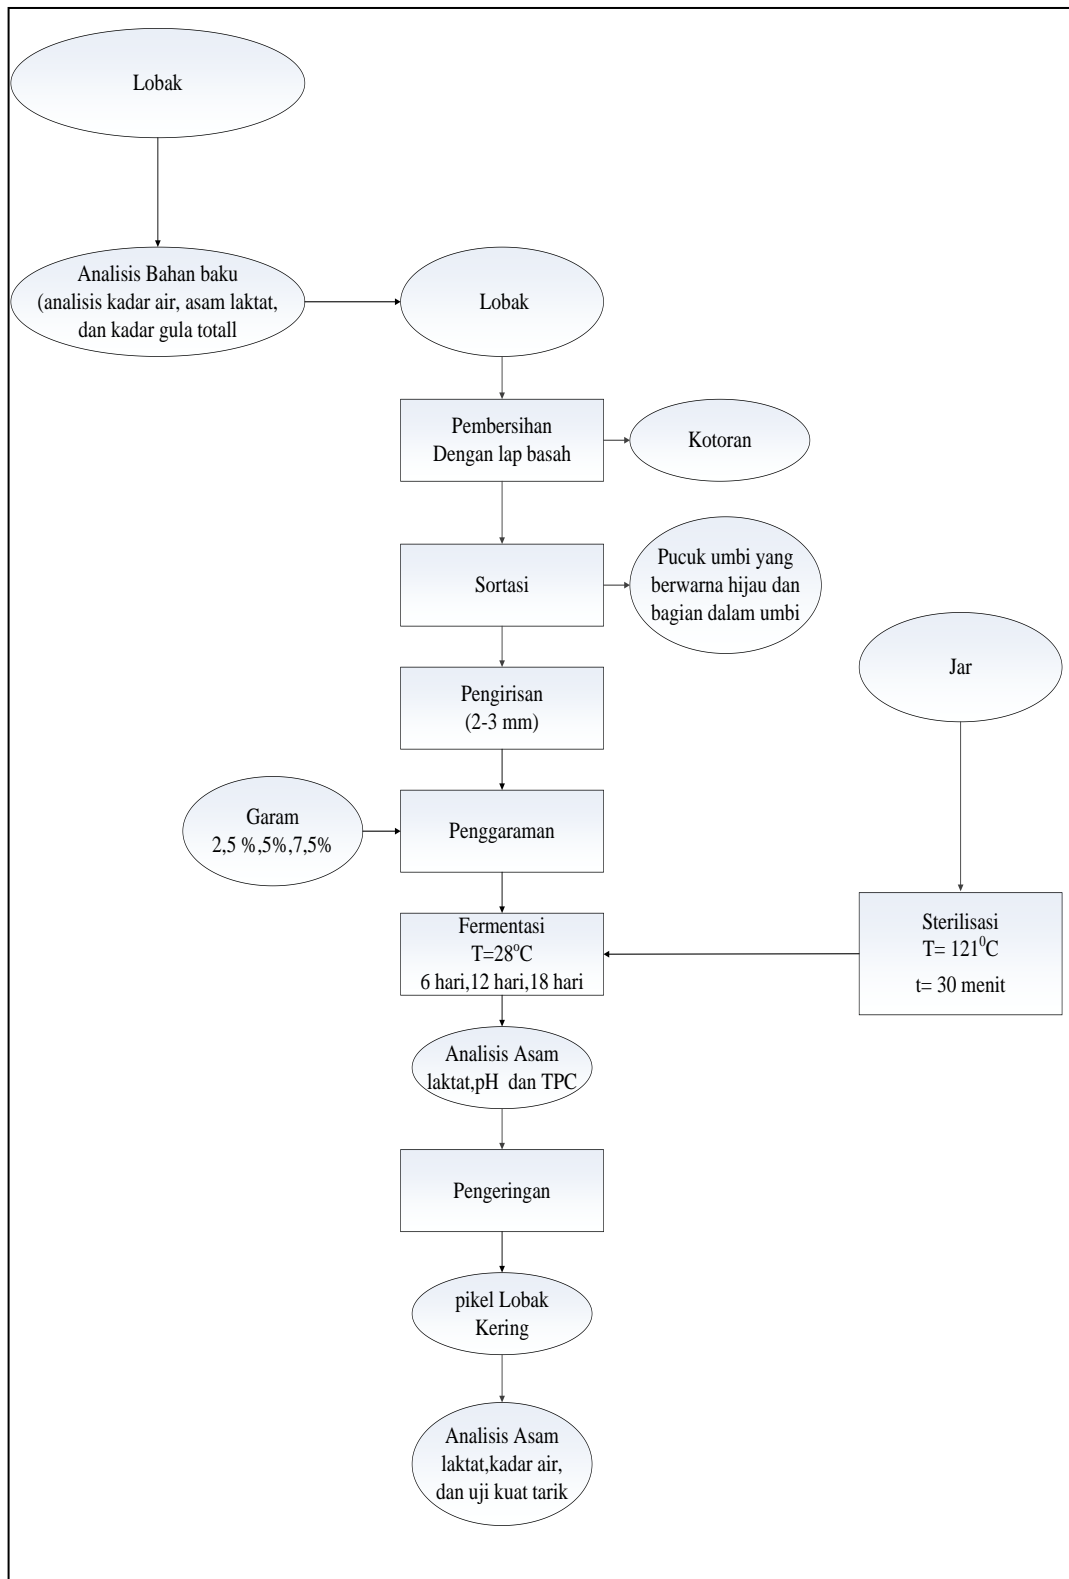 Lobak
Analisis Bahan baku
(analisis kadar air, asam laktat,
dan kadar gula totall
Lobak
Pembersihan
Dengan lap basah
Kotoran
Sortasi
Pucuk umbi yang
berwarna hijau dan
bagian dalam umbi
Jar
Pengirisan
(2-3 mm)
Garam
2,5 %,5%,7,5%
Penggaraman
Fermentasi
T=28°C
6 hari,12 hari,18 hari
Sterilisasi
T= 121⁰C
t= 30 menit
Analisis Asam
laktat,pH dan TPC
Pengeringan
pikel Lobak
Kering
Analisis Asam
laktat,kadar air,
dan uji kuat tarik